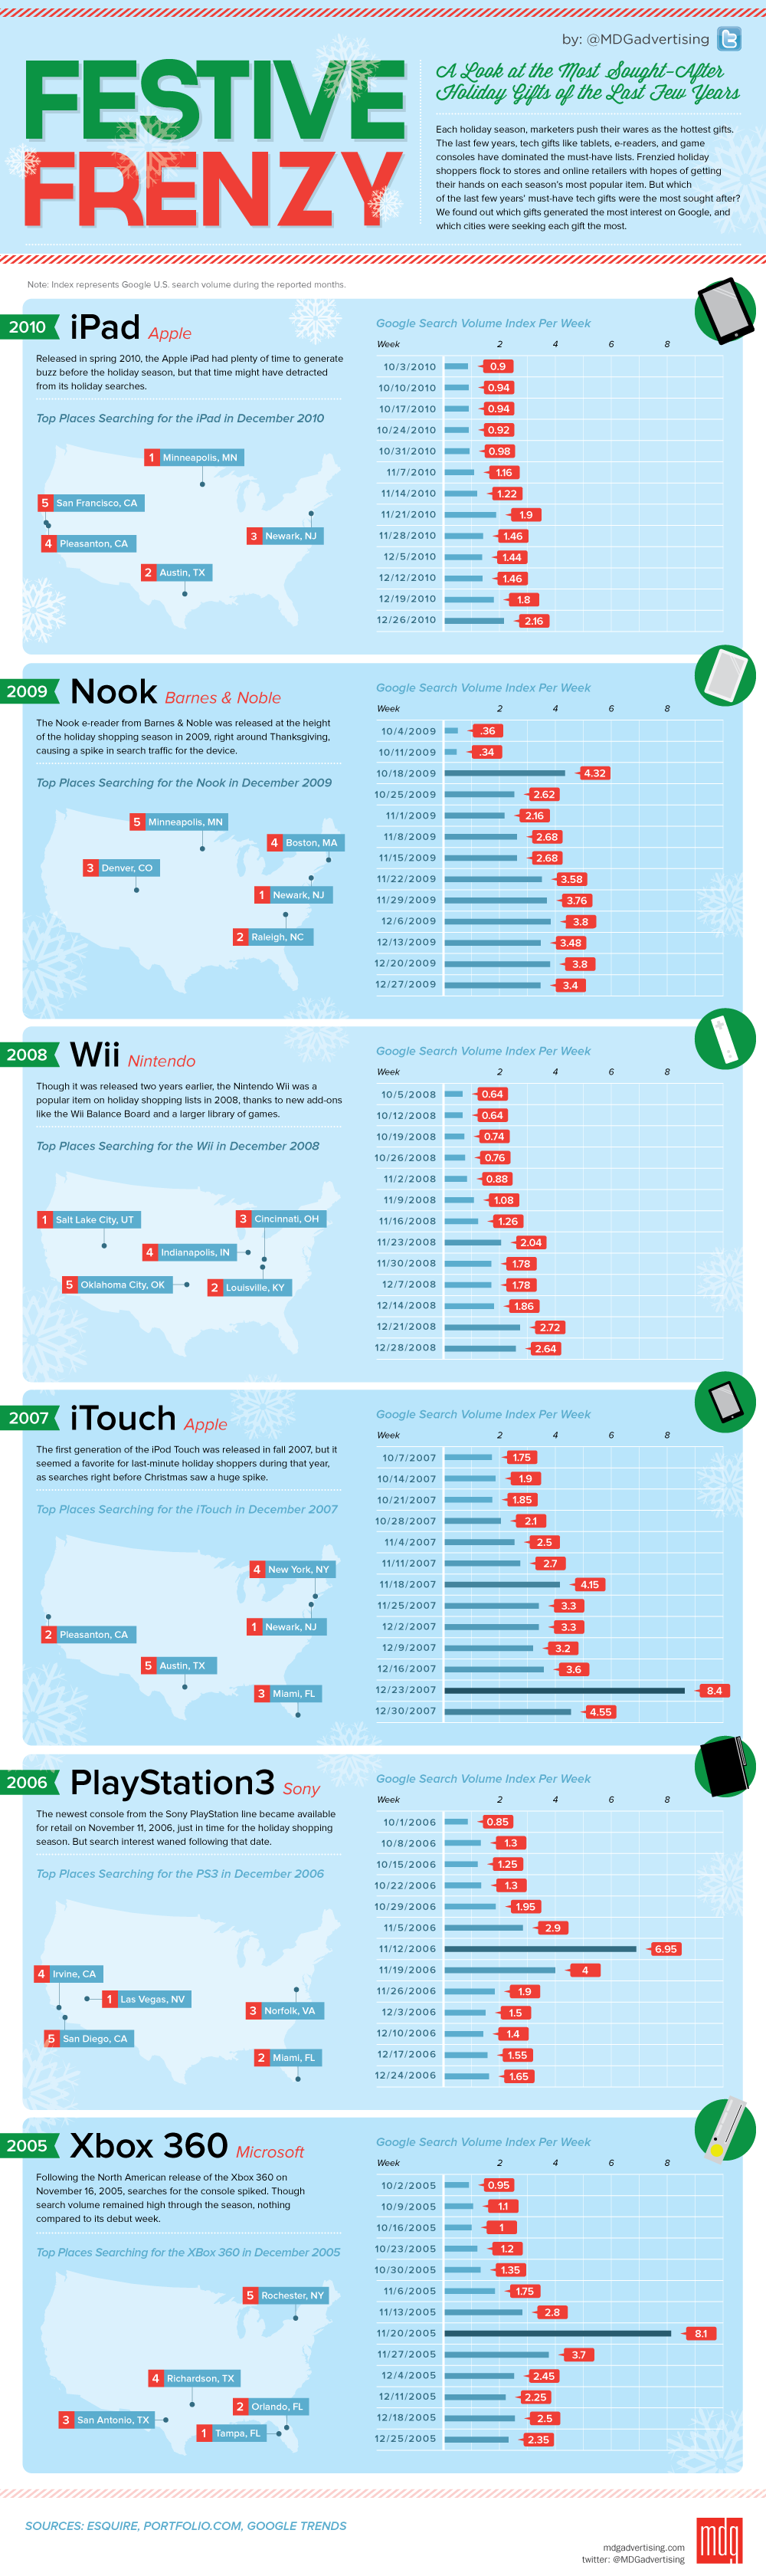 by: @MDGadvertising
FESTIVE
FRENZY
A Look at the Most Sought-After
Holiday Gifts of the Last Few Years
Each holiday season, marketers push their wares as the hottest gifts.
The last few years, tech gifts like tablets, e-readers, and game
consoles have dominated the must-have lists. Frenzied holiday
shoppers flock to stores and online retailers with hopes of getting
their hands on each season's most popular item. But which
of the last few years' must-have tech gifts were the most sought after?
We found out which gifts generated the most interest on Google, and
which cities were seeking each gift the most.
Note: Index represents Google U.S. search volume during the reported months.
2010 iPad Apple
Released in spring 2010, the Apple iPad had plenty of time to generate
buzz before the holiday season, but that time might have detracted
from its holiday searches.
Top Places Searching for the iPad in December 2010
1 Minneapolis, MN
5 San Francisco, CA
3 Newark, NJ
4 Pleasanton, CA
2 Austin, TX
Google Search Volume Index Per Week
Week 2 4 6 8
10/3/2010 0.9
10/10/2010 0.94
10/17/2010 0.94
10/24/2010 0.92
10/31/2010 0.98
11/7/2010 1.16
11/14/2010 1.22
11/21/2010 1.9
11/28/2010 1.46
12/5/2010 1.44
12/12/2010 1.46
12/19/2010 1.8
12/26/2010 2.16
2009 Nook Barnes & Noble
The Nook e-reader from Barnes & Noble was released at the height
of the holiday shopping season in 2009, right around Thanksgiving,
causing a spike in search traffic for the device.
Top Places Searching for the Nook in December 2009
5 Minneapolis, MN
4 Boston, MA
3 Denver, CO
1 Newark, NJ
2 Raleigh, NC
Google Search Volume Index Per Week
Week 2 4 6 8
10/4/2009 .36
10/11/2009 .34
10/18/2009 4.32
10/25/2009 2.62
11/1/2009 2.16
11/8/2009 2.68
11/15/2009 2.68
11/22/2009 3.58
11/29/2009 3.76
12/6/2009 3.8
12/13/2009 3.48
12/20/2009 3.8
12/27/2009 3.4
2008 Wii Nintendo
Though it was released two years earlier, the Nintendo Wii was a
popular item on holiday shopping lists in 2008, thanks to new add-ons
like the Wii Balance Board and a larger library of games.
Top Places Searching for the Wii in December 2008
1 Salt Lake City, UT
3 Cincinnati, OH
4 Indianapolis, IN
5 Oklahoma City, OK
2 Louisville, KY
Google Search Volume Index Per Week
Week 2 4 6 8
10/5/2008 0.64
10/12/2008 0.64
10/19/2008 0.74
10/26/2008 0.76
11/2/2008 0.88
11/9/2008 1.08
11/16/2008 1.26
11/23/2008 2.04
11/30/2008 1.78
12/7/2008 1.78
12/14/2008 1.86
12/21/2008 2.72
12/28/2008 2.64
2007 iTouch Apple
The first generation of the iPod Touch was released in fall 2007, but it
seemed a favorite for last-minute holiday shoppers during that year,
as searches right before Christmas saw a huge spike.
Top Places Searching for the iTouch in December 2007
4 New York, NY
1 Newark, NJ
2 Pleasanton, CA
5 Austin, TX
3 Miami, FL
Google Search Volume Index Per Week
Week 2 4 6 8
10/7/2007 1.75
10/14/2007 1.9
10/21/2007 1.85
10/28/2007 2.1
11/4/2007 2.5
11/11/2007 2.7
11/18/2007 4.15
11/25/2007 3.3
12/2/2007 3.3
12/9/2007 3.2
12/16/2007 3.6
12/23/2007 8.4
12/30/2007 4.55
2006 PlayStation3 Sony
The newest console from the Sony PlayStation line became available
for retail on November 11, 2006, just in time for the holiday shopping
season. But search interest waned following that date.
Top Places Searching for the PS3 in December 2006
4 Irvine, CA
1 Las Vegas, NV
3 Norfolk, VA
5 San Diego, CA
2 Miami, FL
Google Search Volume Index Per Week
Week 2 4 6 8
10/1/2006 0.85
10/8/2006 1.3
10/15/2006 1.25
10/22/2006 1.3
10/29/2006 1.95
11/5/2006 2.9
11/12/2006 6.95
11/19/2006 4
11/26/2006 1.9
12/3/2006 1.5
12/10/2006 1.4
12/17/2006 1.55
12/24/2006 1.65
2005 Xbox 360 Microsoft
Following the North American release of the Xbox 360 on
November 16, 2005, searches for the console spiked. Though
search volume remained high through the season, nothing
compared to its debut week.
Top Places Searching for the XBox 360 in December 2005
5 Rochester, NY
4 Richardson, TX
2 Orlando, FL
3 San Antonio, TX
1 Tampa, FL
Google Search Volume Index Per Week
Week 2 4 6 8
10/2/2005 0.95
10/9/2005 1.1
10/16/2005 1
10/23/2005 1.2
10/30/2005 1.35
11/6/2005 1.75
11/13/2005 2.8
11/20/2005 8.1
11/27/2005 3.7
12/4/2005 2.45
12/11/2005 2.25
12/18/2005 2.5
12/25/2005 2.35
SOURCES: ESQUIRE, PORTFOLIO.COM, GOOGLE TRENDS
mdgadvertising.com
twitter: @MDGadvertising
mdg